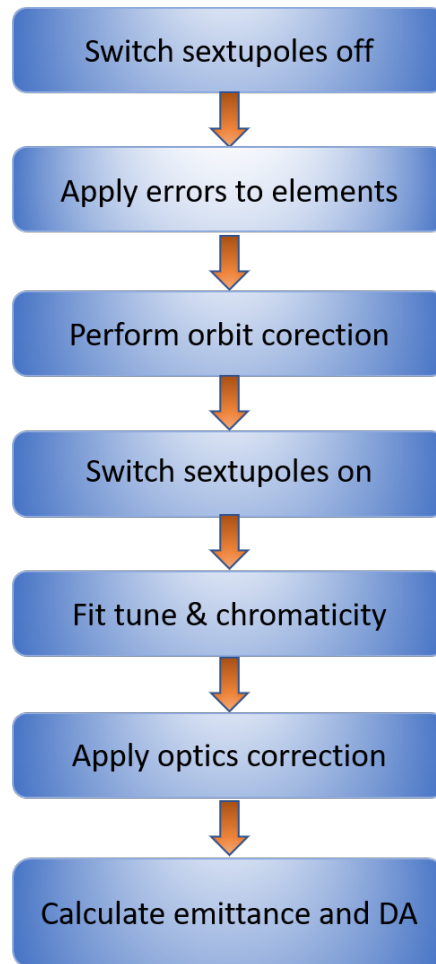 Switch sextupoles off
Apply errors to elements
Perform orbit corection
Switch sextupoles on
Fit tune & chromaticity
Apply optics correction
Calculate emittance and DA